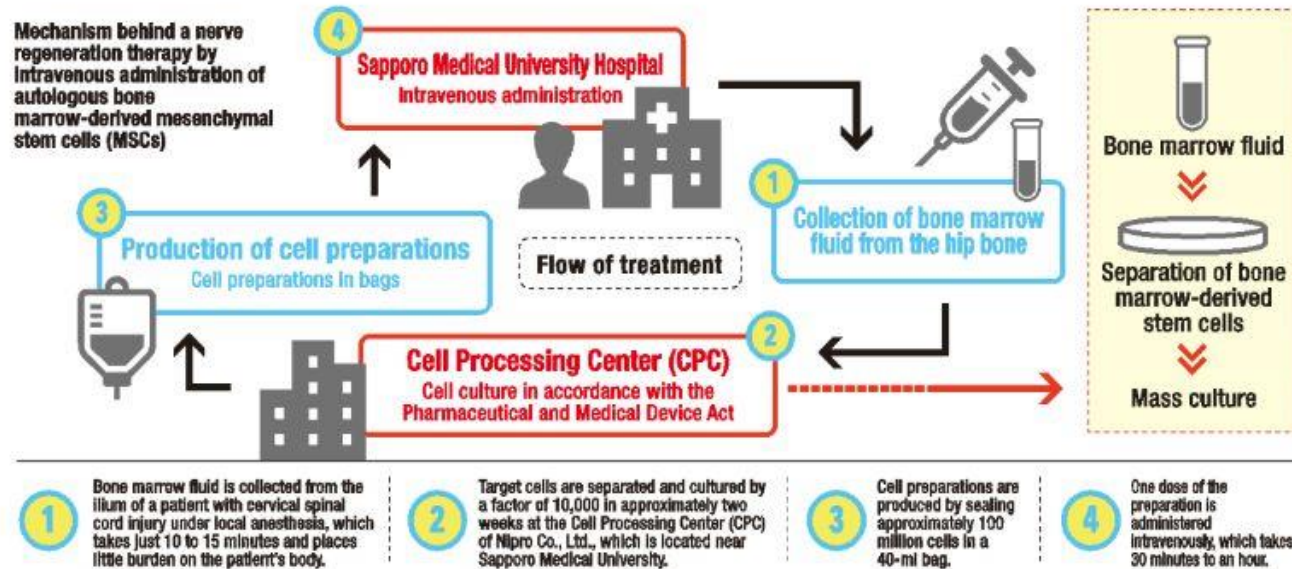 Mechanism behind a nerve
regeneration therapy by
intravenous administration of
autologous bone
marrow-derived mesenchymal
stem cells (MSCs)
4
Sapporo Medical University Hospital
Intravenous administration
1
Collection of bone marrow
fluid from the hip bone
3
Production of cell preparations
Cell preparations in bags
Flow of treatment
2
Cell Processing Center (CPC)
Cell culture in accordance with the
Pharmaceutical and Medical Device Act
Bone marrow fluid
Separation of bone
marrow-derived
stem cells
Mass culture
1
Bone marrow fluid is collected from the
ilium of a patient with cervical spinal
cord injury under local anesthesia, which
takes just 10 to 15 minutes and places
little burden on the patient's body.
2
Target cells are separated and cultured by
a factor of 10,000 in approximately two
weeks at the Cell Processing Center (CPC)
of Nipro Co., Ltd., which is located near
Sapporo Medical University.
3
Cell preparations are
produced by sealing
approximately 100
million cells in a
40-ml bag.
4
One dose of the
preparation is
administered
intravenously, which takes
30 minutes to an hour.